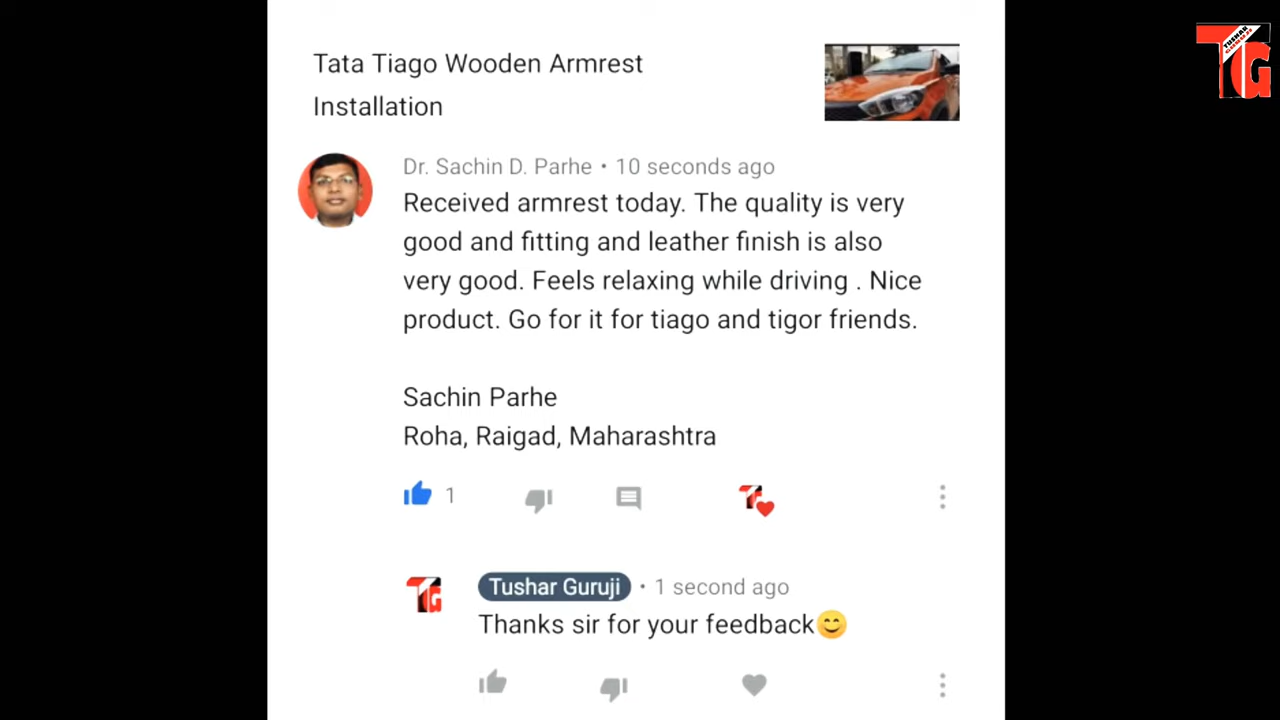 Tata Tiago Wooden Armrest
Installation
TUSHAR
TG
Dr. Sachin D. Parhe • 10 seconds ago
Received armrest today. The quality is very
good and fitting and leather finish is also
very good. Feels relaxing while driving . Nice
product. Go for it for tiago and tigor friends.
Sachin Parhe
Roha, Raigad, Maharashtra
1
TG
Tushar Guruji • 1 second ago
Thanks sir for your feedback😊